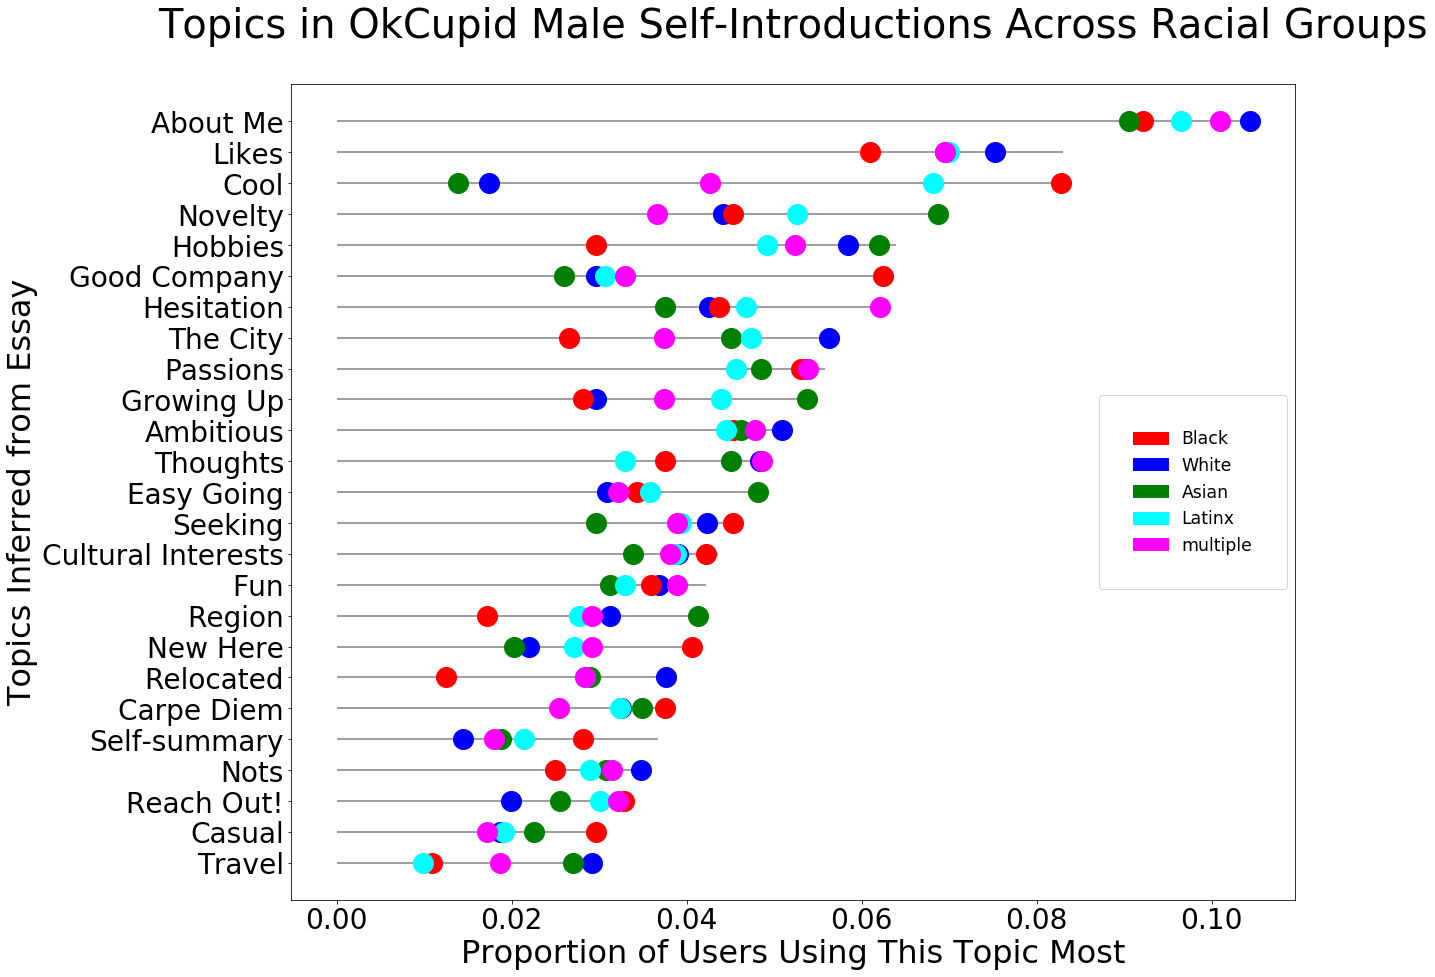 Topics in OkCupid Male Self-Introductions Across Racial Groups
Topics Inferred from Essay
About Me
Likes
Cool
Novelty
Hobbies
Good Company
Hesitation
The City
Passions
Growing Up
Ambitious
Thoughts
Easy Going
Seeking
Cultural Interests
Fun
Region
New Here
Relocated
Carpe Diem
Self-summary
Nots
Reach Out!
Casual
Travel
Black
White
Asian
Latinx
multiple
0.00 0.02 0.04 0.06 0.08 0.10
Proportion of Users Using This Topic Most